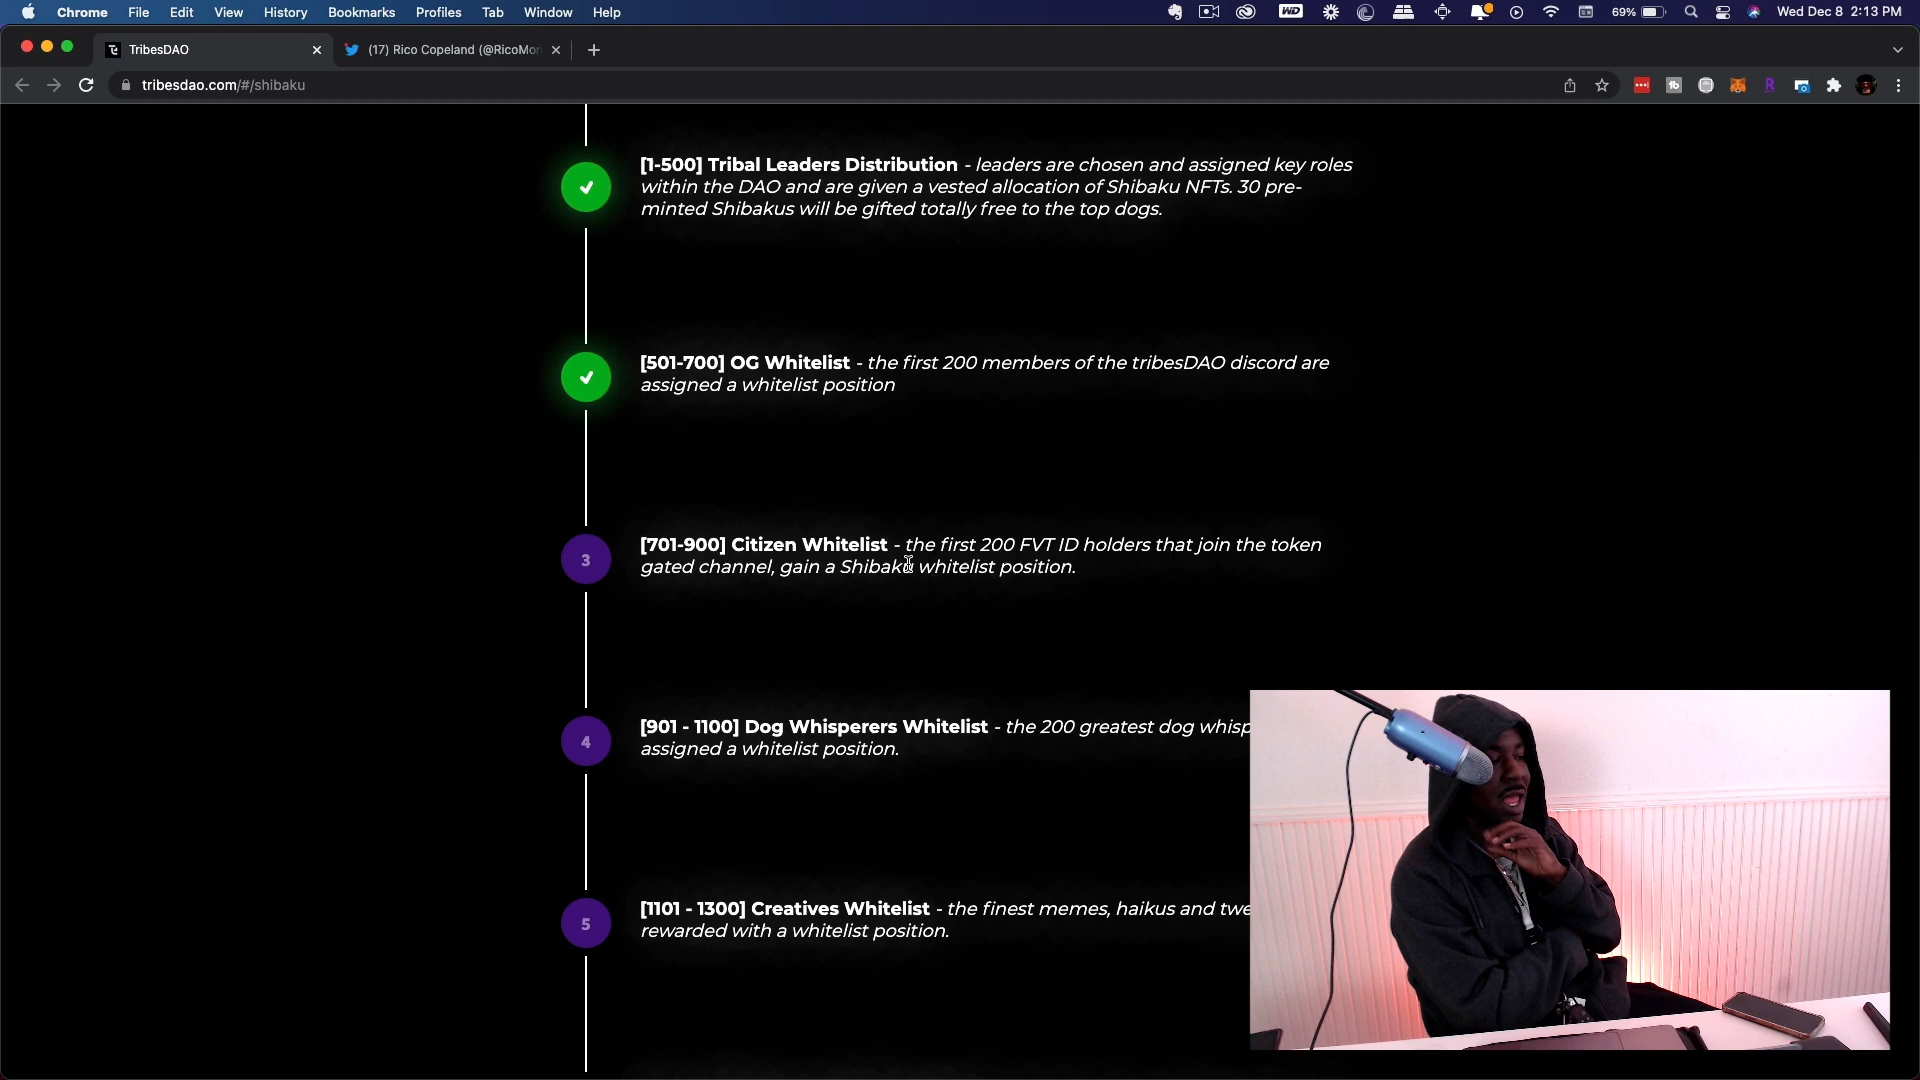 Chrome File Edit View History Bookmarks Profiles Tab Window Help WD 69% Wed Dec 8 2:13 PM
TribesDAO (17) Rico Copeland (@RicoMon
tribesdao.com/#/shibaku
[1-500] Tribal Leaders Distribution - leaders are chosen and assigned key roles
within the DAO and are given a vested allocation of Shibaku NFTs. 30 pre-
minted Shibakus will be gifted totally free to the top dogs.
[501-700] OG Whitelist - the first 200 members of the tribesDAO discord are
assigned a whitelist position
3
[701-900] Citizen Whitelist - the first 200 FVT ID holders that join the token
gated channel, gain a Shibaku whitelist position.
4
[901 - 1100] Dog Whisperers Whitelist - the 200 greatest dog whisp
assigned a whitelist position.
5
[1101 - 1300] Creatives Whitelist - the finest memes, haikus and twe
rewarded with a whitelist position.